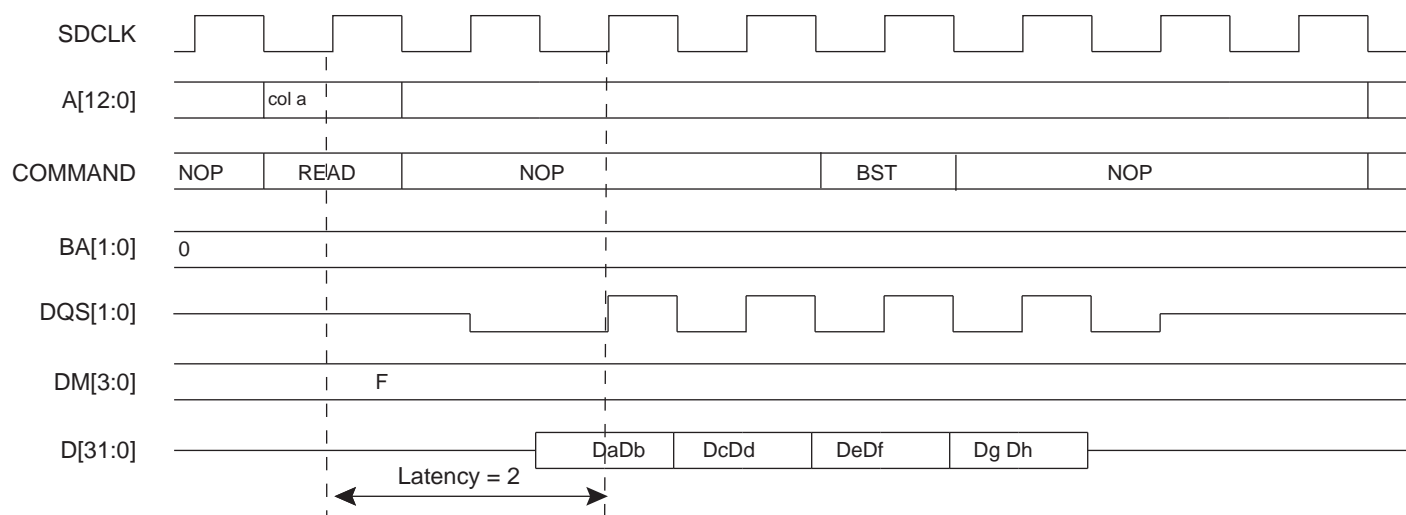 SDCLK
A[12:0] col a
COMMAND NOP READ NOP BST NOP
BA[1:0] 0
DQS[1:0]
DM[3:0] F
D[31:0] DaDb DcDd DeDf Dg Dh
Latency = 2